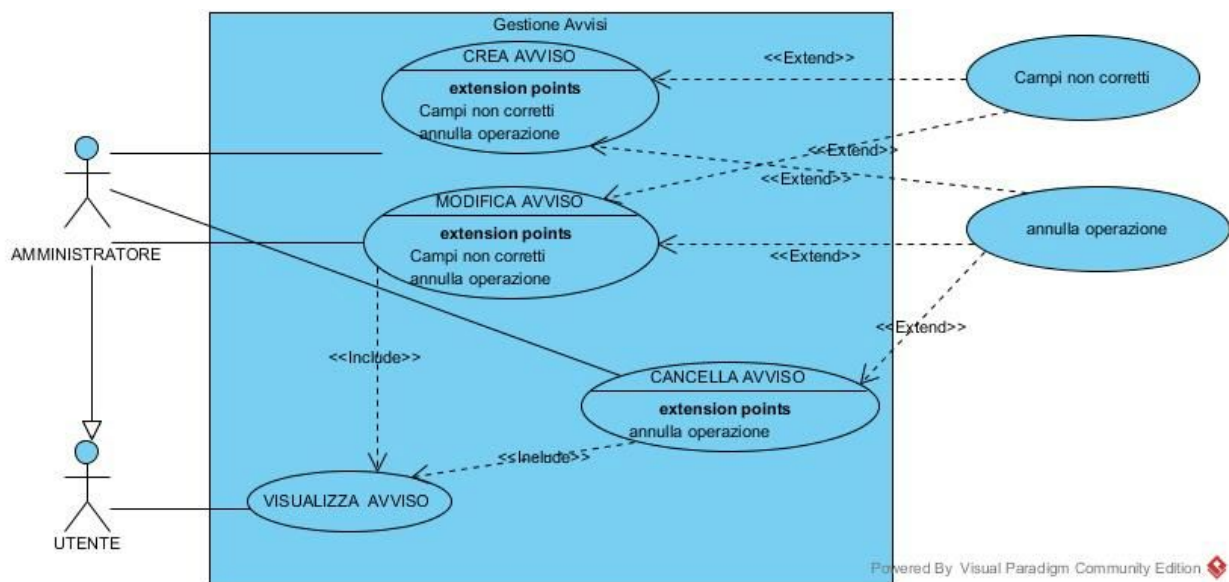 Gestione Avvisi
CREA AVVISO
extension points
Campi non corretti
annulla operazione
<<Extend>>
Campi non corretti
<<Extend>>
<<Extend>>
MODIFICA AVVISO
extension points
Campi non corretti
annulla operazione
<<Extend>>
annulla operazione
AMMINISTRATORE
<<Extend>>
<<Include>>
CANCELLA AVVISO
extension points
annulla operazione
<<Include>>
VISUALIZZA AVVISO
UTENTE
Powered By Visual Paradigm Community Edition